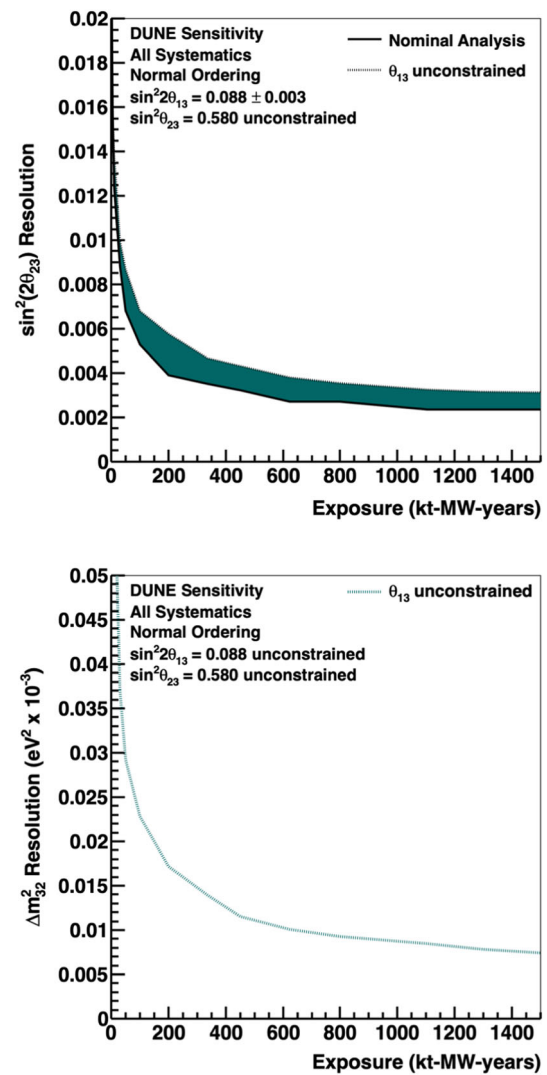 DUNE Sensitivity
All Systematics
Normal Ordering
sin²2θ₁₃ = 0.088 ± 0.003
sin²θ₂₃ = 0.580 unconstrained
Nominal Analysis
θ₁₃ unconstrained
sin²(2θ₂₃) Resolution
0.02
0.018
0.016
0.014
0.012
0.01
0.008
0.006
0.004
0.002
0
0 200 400 600 800 1000 1200 1400
Exposure (kt-MW-years)
DUNE Sensitivity
All Systematics
Normal Ordering
sin²2θ₁₃ = 0.088 unconstrained
sin²θ₂₃ = 0.580 unconstrained
θ₁₃ unconstrained
Δm²₃₂ Resolution (eV² x 10⁻³)
0.05
0.045
0.04
0.035
0.03
0.025
0.02
0.015
0.01
0.005
0
0 200 400 600 800 1000 1200 1400
Exposure (kt-MW-years)